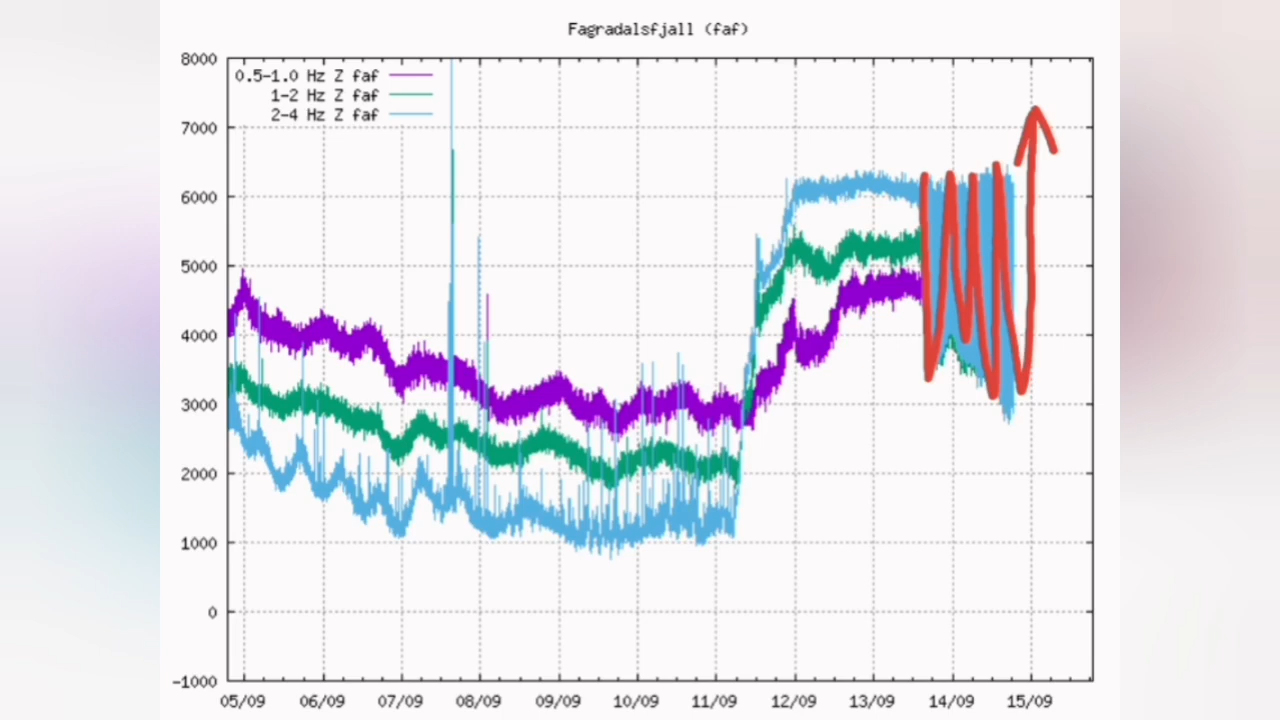 Fagradalsfjall (faf)
8000
0.5-1.0 Hz Z faf
1-2 Hz Z faf
2-4 Hz Z faf
7000
6000
5000
4000
3000
2000
1000
0
-1000
05/09 06/09 07/09 08/09 09/09 10/09 11/09 12/09 13/09 14/09 15/09